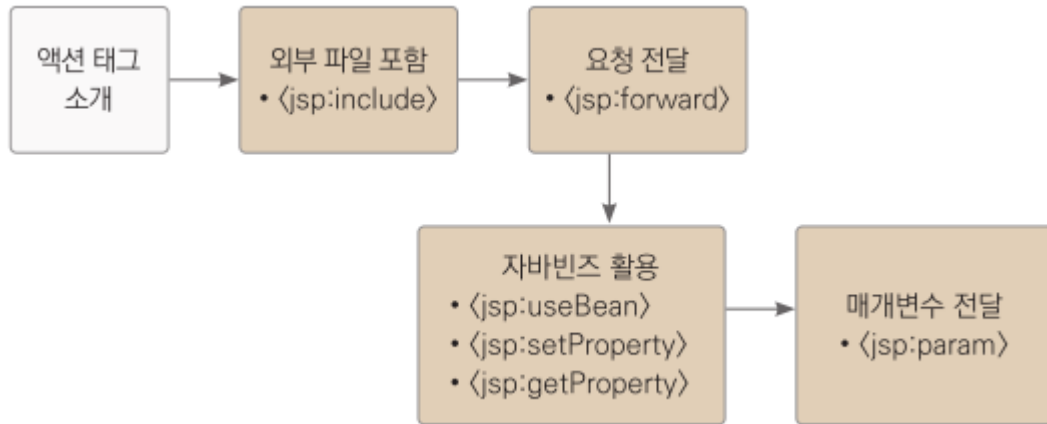 액션 태그
소개
외부 파일 포함
• 〈jsp:include〉
요청 전달
• 〈jsp:forward〉
자바빈즈 활용
• 〈jsp:useBean〉
• 〈jsp:setProperty〉
• 〈jsp:getProperty〉
매개변수 전달
• 〈jsp:param〉